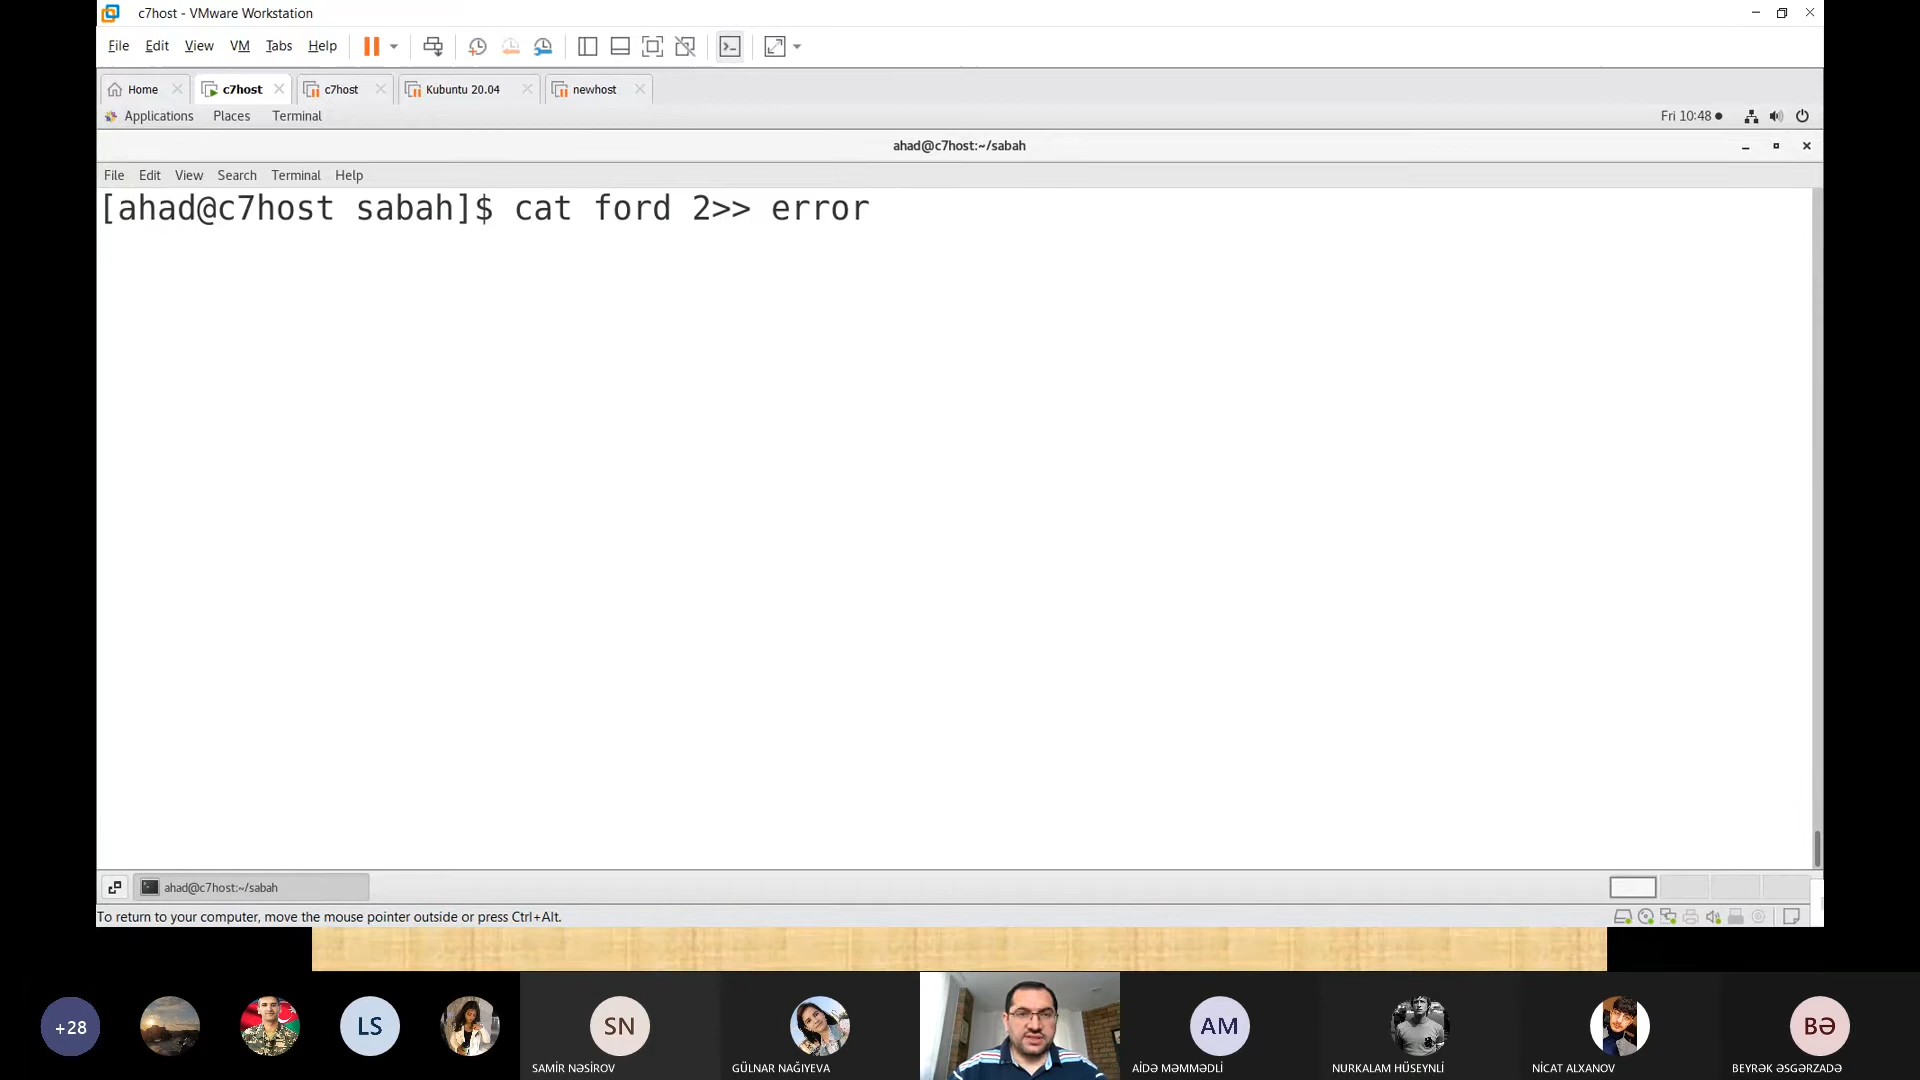 c7host - VMware Workstation
File Edit View VM Tabs Help
Home c7host c7host Kubuntu 20.04 newhost
Applications Places Terminal Fri 10:48
ahad@c7host:~/sabah
File Edit View Search Terminal Help
[ahad@c7host sabah]$ cat ford 2>> error
ahad@c7host:~/sabah
To return to your computer, move the mouse pointer outside or press Ctrl+Alt.
+28 LS SN AM BƏ
SAMİR NƏSİROV GÜLNAR NAĞIYEVA AİDƏ MƏMMƏDLİ NURKALAM HÜSEYNLİ NİCAT ALXANOV BEYRƏK ƏSGƏRZADƏ